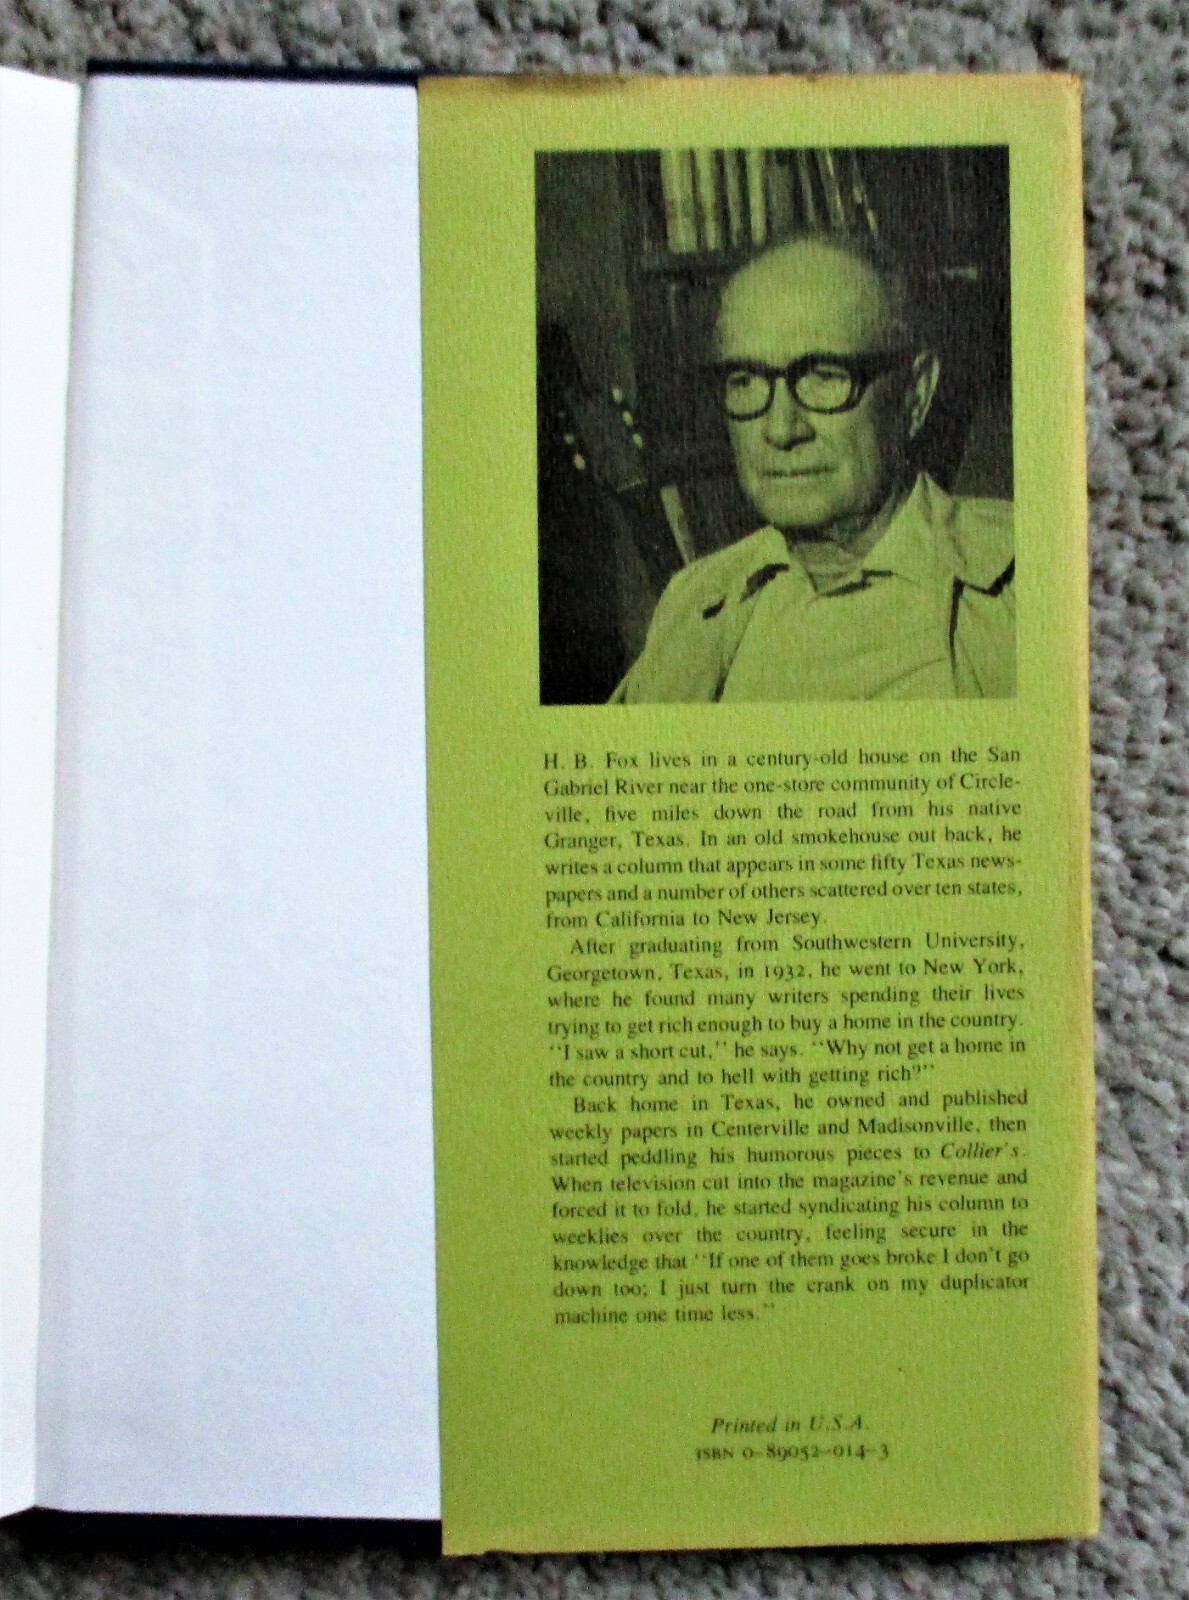 H. B. Fox lives in a century-old house on the San
Gabriel River near the one-store community of Circle-
ville, five miles down the road from his native
Granger, Texas. In an old smokehouse out back, he
writes a column that appears in some fifty Texas news-
papers and a number of others scattered over ten states,
from California to New Jersey.
After graduating from Southwestern University,
Georgetown, Texas, in 1932, he went to New York,
where he found many writers spending their lives
trying to get rich enough to buy a home in the country.
“I saw a short cut,” he says. “Why not get a home in
the country and to hell with getting rich?”
Back home in Texas, he owned and published
weekly papers in Centerville and Madisonville, then
started peddling his humorous pieces to Collier's.
When television cut into the magazine's revenue and
forced it to fold, he started syndicating his column to
weeklies over the country, feeling secure in the
knowledge that “If one of them goes broke I don't go
down too; I just turn the crank on my duplicator
machine one time less.”
Printed in U.S.A.
ISBN 0-89052-014-3